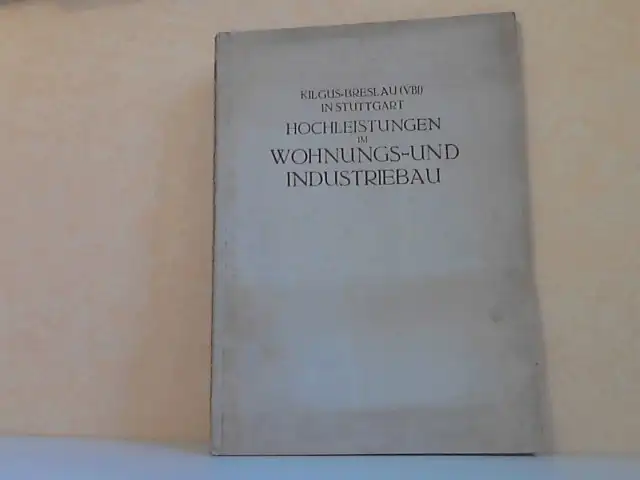 KILGUS-BRESLAU (VBI)
IN STUTTGART
HOCHLEISTUNGEN
IM
WOHNUNGS-UND
INDUSTRIEBAU